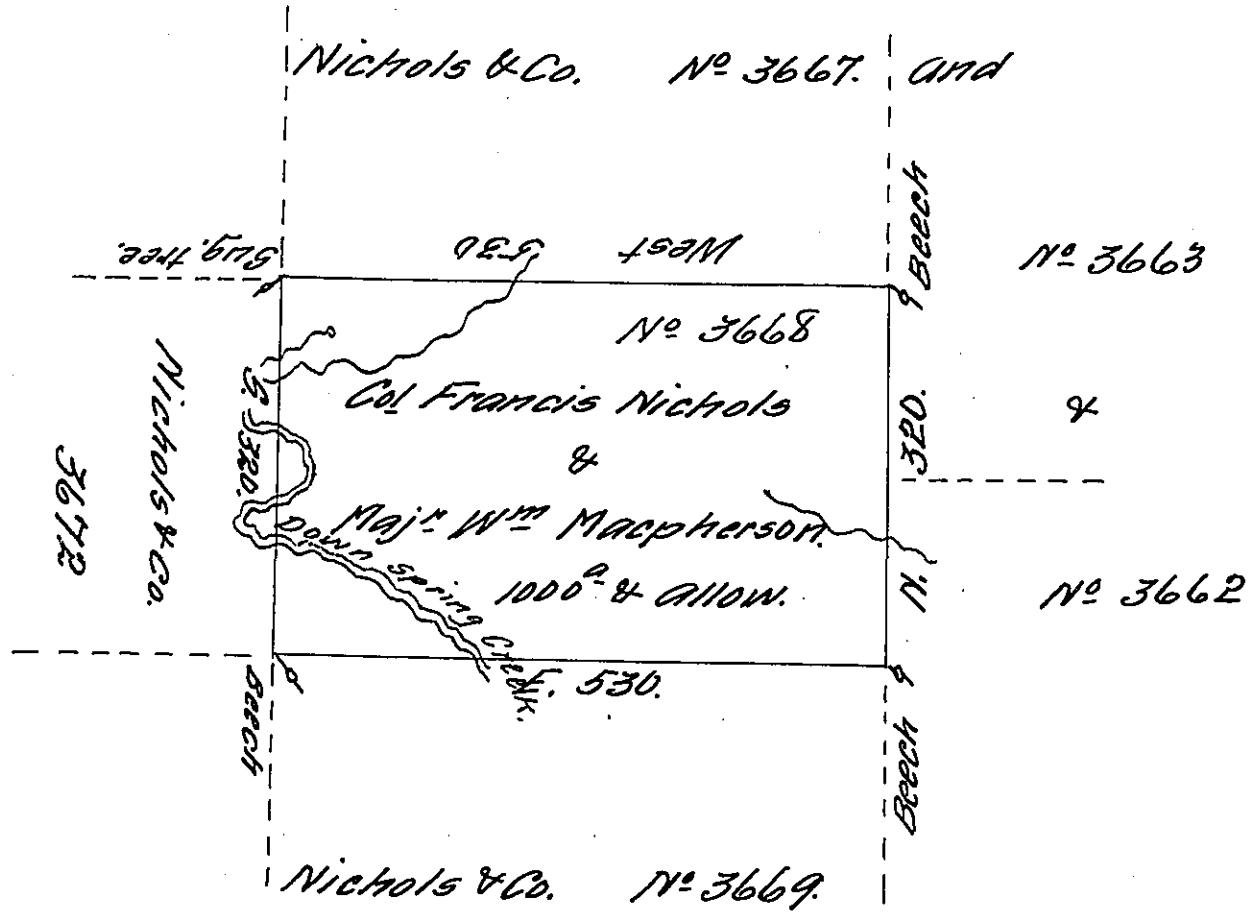 Nichols & Co. Nº 3667. and
Sug. tree.
West 530
Beech
Nº 3663
Nº 3668
Col Francis Nichols
&
Majr Wm Macpherson.
1000a & allow.
S. 320.
Nichols & Co.
3672
Down Spring Creek.
N. 320.
&
Nº 3662
E. 530.
Beech
Beech
Nichols & Co. Nº 3669.